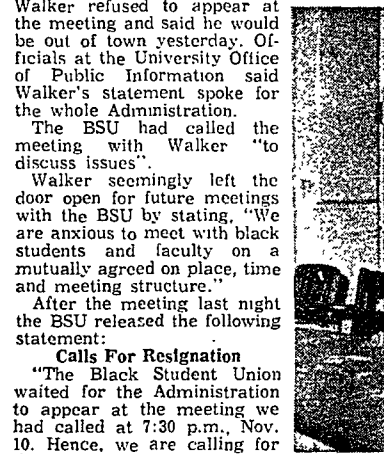 Walker refused to appear at
the meeting and said he would
be out of town yesterday. Of-
ficials at the University Office
of Public Information said
Walker's statement spoke for
the whole Administration.
The BSU had called the
meeting with Walker "to
discuss issues".
Walker seemingly left the
door open for future meetings
with the BSU by stating, "We
are anxious to meet with black
students and faculty on a
mutually agreed on place, time
and meeting structure."
After the meeting last night
the BSU released the following
statement:
Calls For Resignation
"The Black Student Union
waited for the Administration
to appear at the meeting we
had called at 7:30 p.m., Nov.
10. Hence, we are calling for